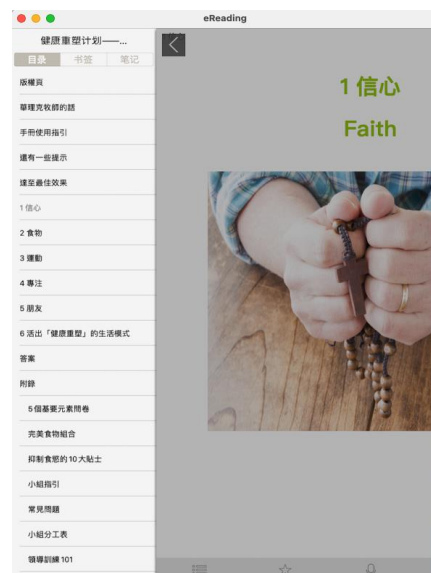 eReading
健康重塑计划——...
目录 书签 笔记
版權頁
華理克牧師的話
手冊使用指引
還有一些提示
達至最佳效果
1 信心
2 食物
3 運動
4 專注
5 朋友
6 活出「健康重塑」的生活模式
答案
附錄
5 個基要元素問卷
完美食物組合
抑制食慾的 10 大貼士
小組指引
常見問題
小組分工表
領導訓練 101
1 信心
Faith